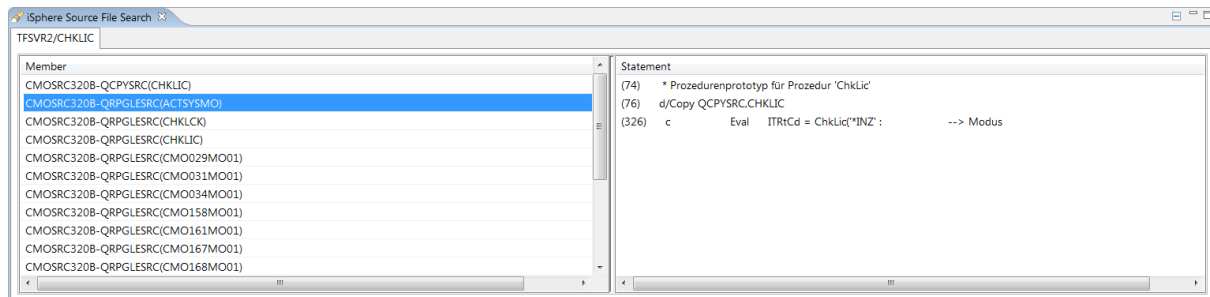 iSphere Source File Search
TFSVR2/CHKLIC
Member
CMOSRC320B-QCPYSRC(CHKLIC)
CMOSRC320B-QRPGLESRC(ACTSYSMO)
CMOSRC320B-QRPGLESRC(CHKLCK)
CMOSRC320B-QRPGLESRC(CHKLIC)
CMOSRC320B-QRPGLESRC(CMO029MO01)
CMOSRC320B-QRPGLESRC(CMO031MO01)
CMOSRC320B-QRPGLESRC(CMO034MO01)
CMOSRC320B-QRPGLESRC(CMO158MO01)
CMOSRC320B-QRPGLESRC(CMO161MO01)
CMOSRC320B-QRPGLESRC(CMO167MO01)
CMOSRC320B-QRPGLESRC(CMO168MO01)
Statement
(74) * Prozedurenprototyp für Prozedur 'ChkLic'
(76) d/Copy QCPYSRC,CHKLIC
(326) c Eval ITRtCd = ChkLic('*INZ' : --> Modus